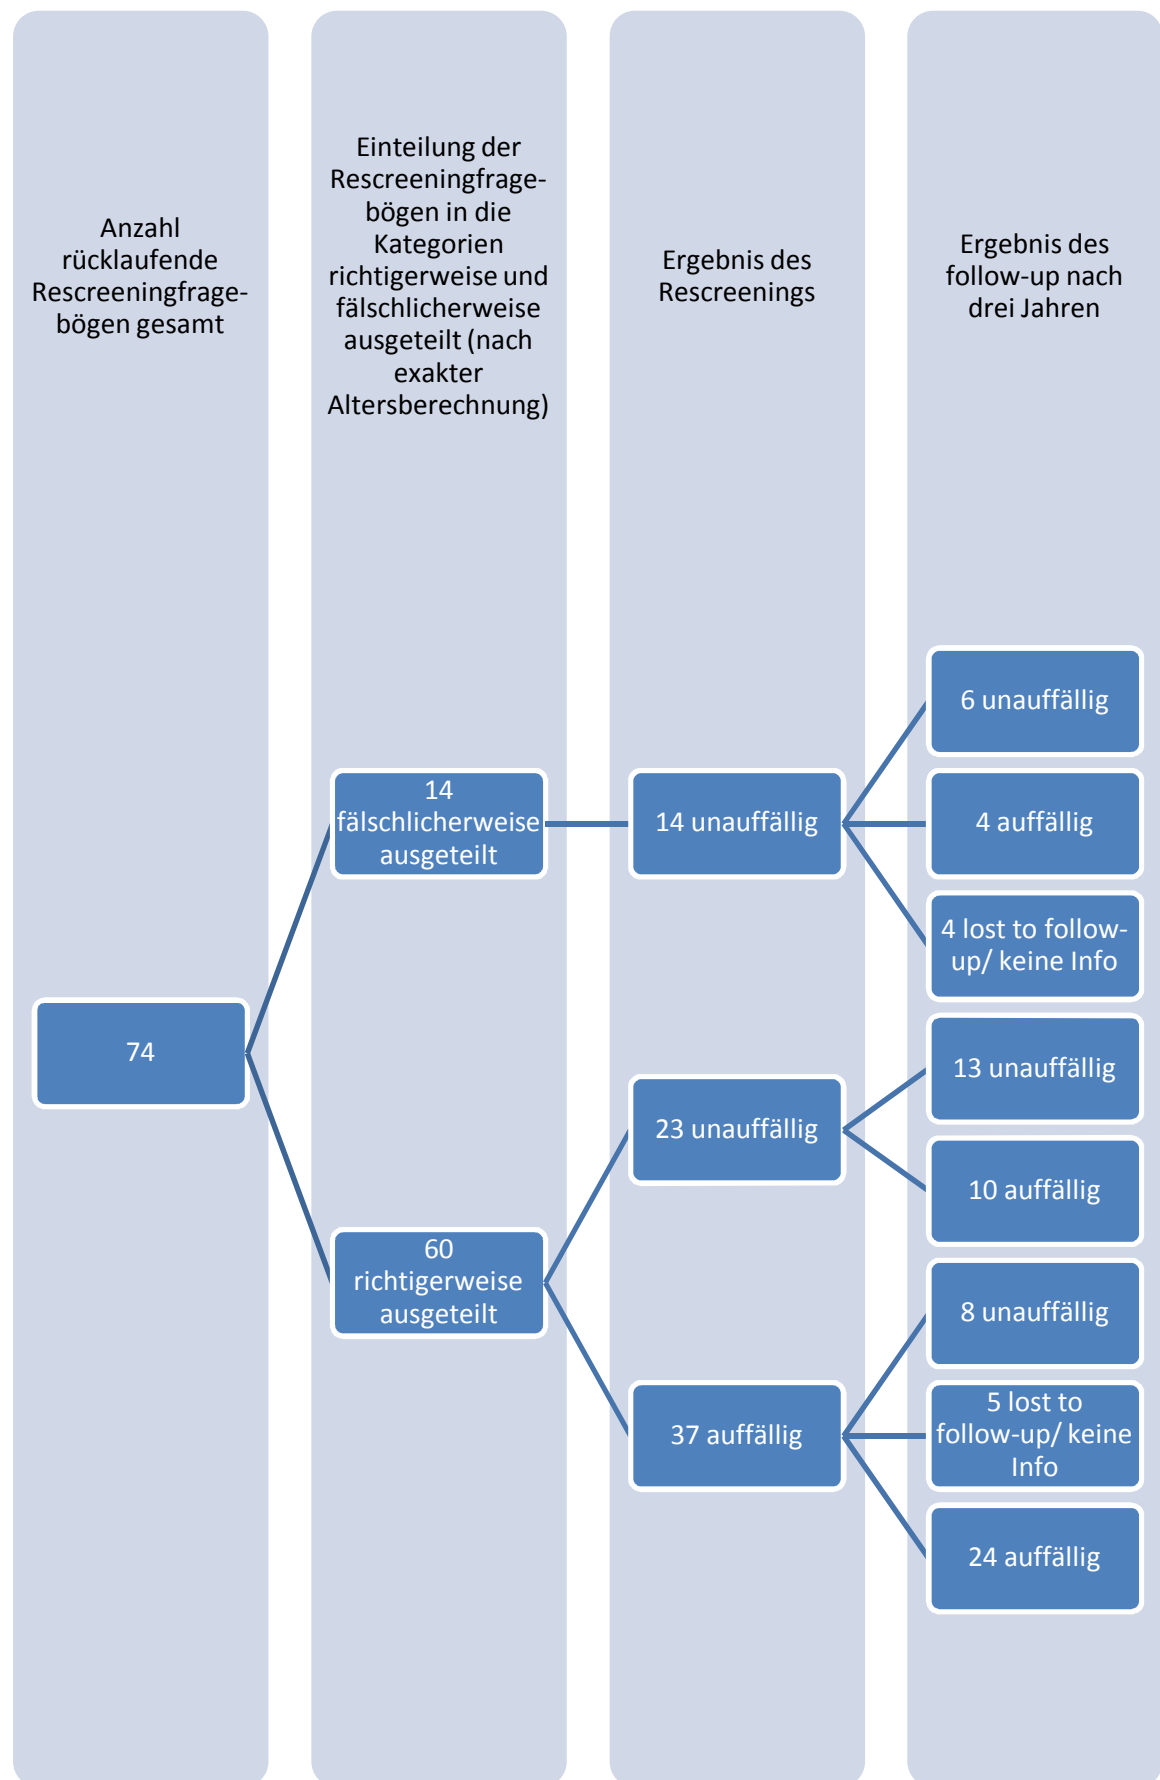 Anzahl
rücklaufende
Rescreeningfrage-
bögen gesamt
74
Einteilung der
Rescreeningfrage-
bögen in die
Kategorien
richtigerweise und
fälschlicherweise
ausgeteilt (nach
exakter
Altersberechnung)
14
fälschlicherweise
ausgeteilt
60
richtigerweise
ausgeteilt
Ergebnis des
Rescreenings
14 unauffällig
23 unauffällig
37 auffällig
Ergebnis des
follow-up nach
drei Jahren
6 unauffällig
4 auffällig
4 lost to follow-
up/ keine Info
13 unauffällig
10 auffällig
8 unauffällig
5 lost to
follow-up/ keine
Info
24 auffällig